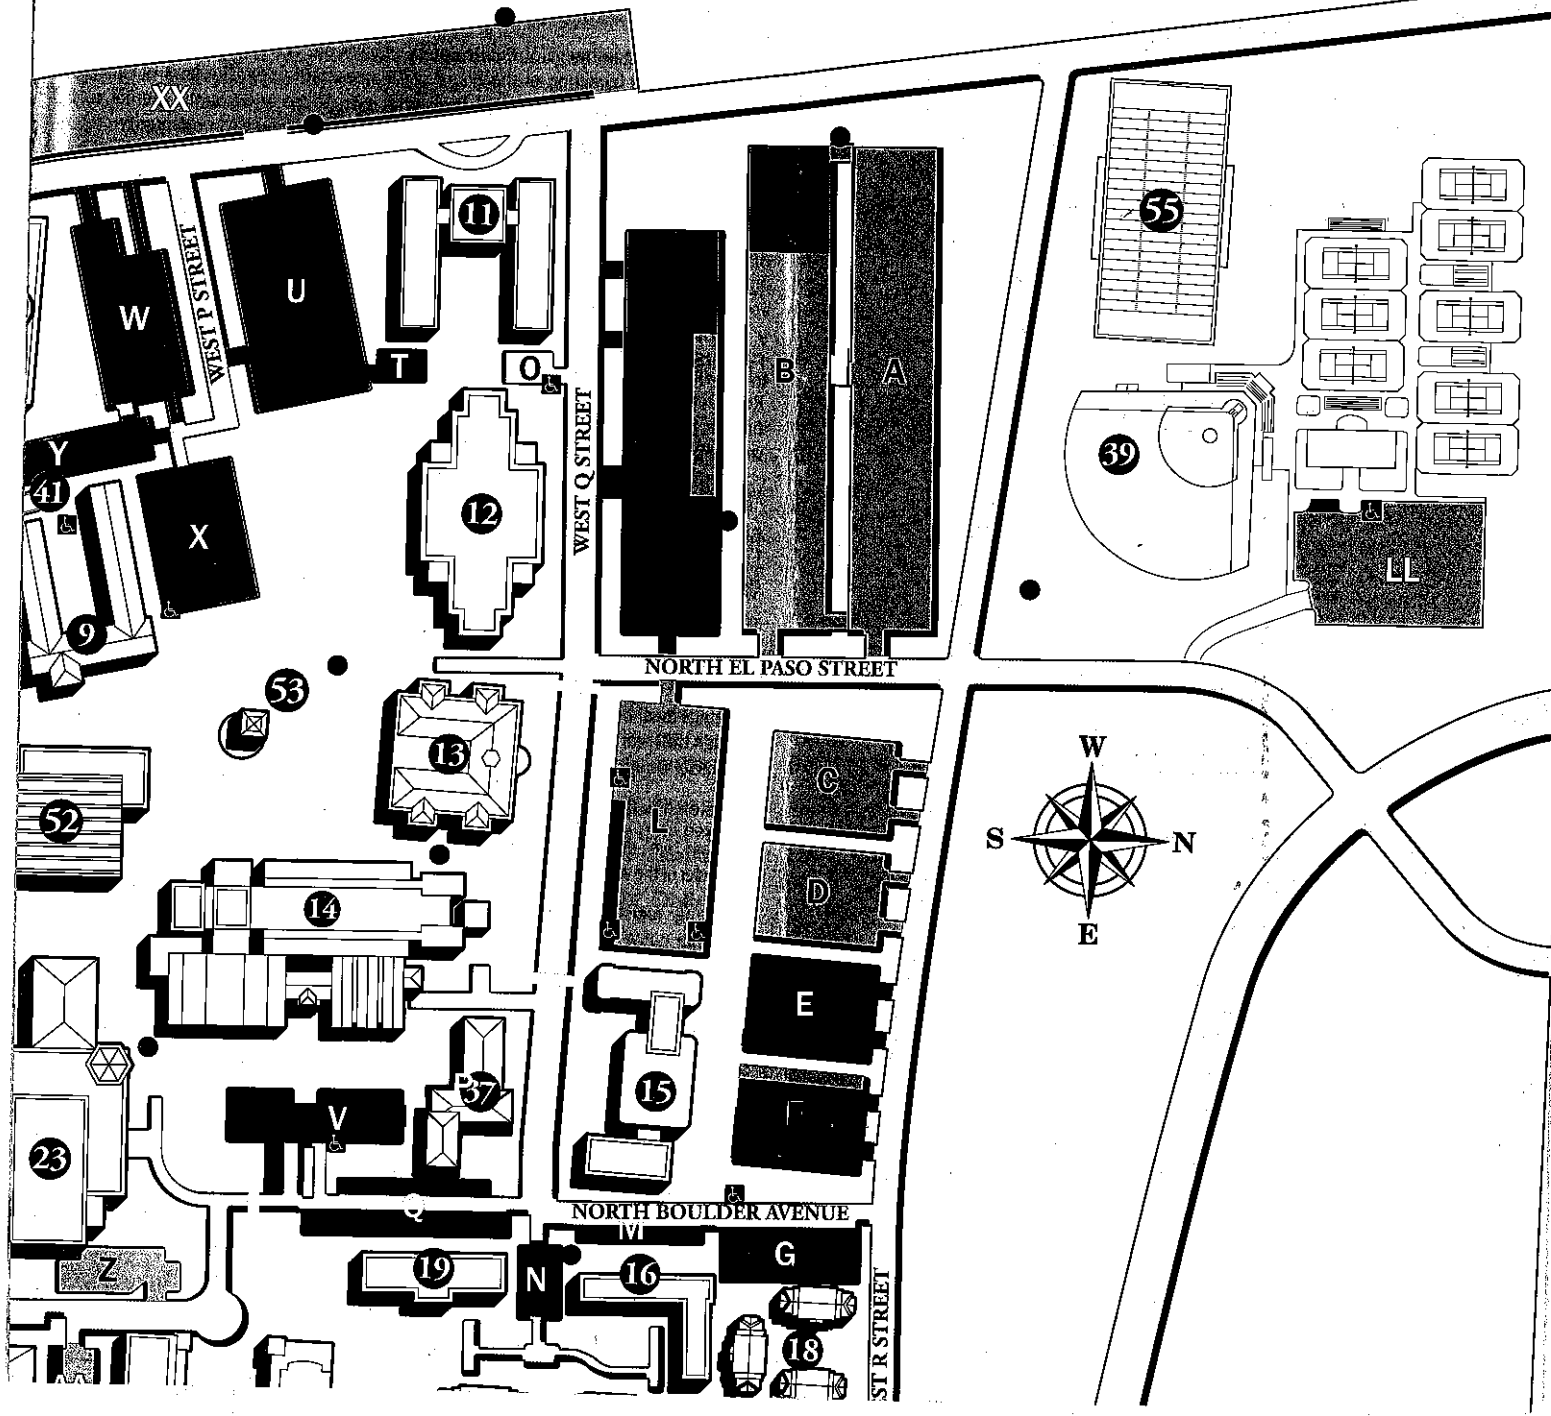 XX
55
11
W
WEST P STREET
U
T
O
B
A
39
Y
41
12
WEST Q STREET
X
LL
9
NORTH EL PASO STREET
53
13
C
W
S
N
E
52
L
D
14
E
15
P
37
V
23
NORTH BOULDER AVENUE
Q
M
G
Z
19
N
16
18
ST R STREET